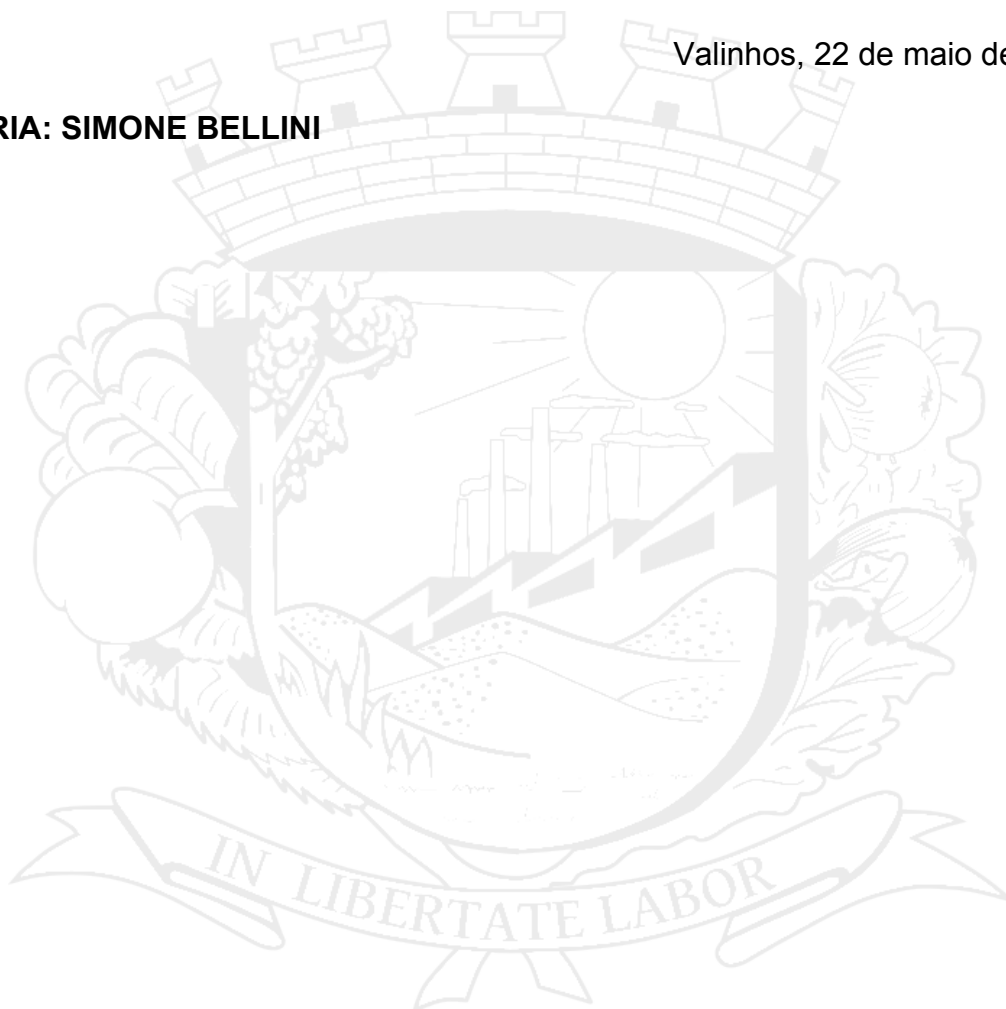 Valinhos, 22 de maio de
RIA: SIMONE BELLINI
IN LIBERTATE LABOR